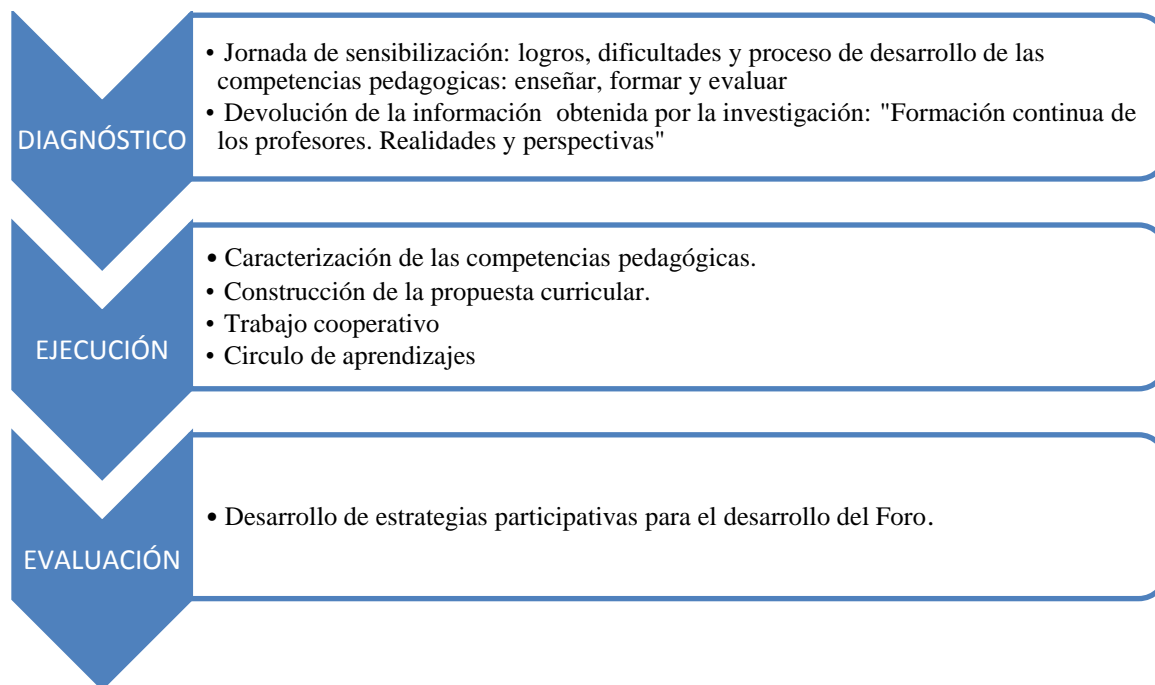 DIAGNÓSTICO
• Jornada de sensibilización: logros, dificultades y proceso de desarrollo de las
competencias pedagogicas: enseñar, formar y evaluar
• Devolución de la información obtenida por la investigación: "Formación continua de
los profesores. Realidades y perspectivas"
EJECUCIÓN
• Caracterización de las competencias pedagógicas.
• Construcción de la propuesta curricular.
• Trabajo cooperativo
• Circulo de aprendizajes
EVALUACIÓN
• Desarrollo de estrategias participativas para el desarrollo del Foro.